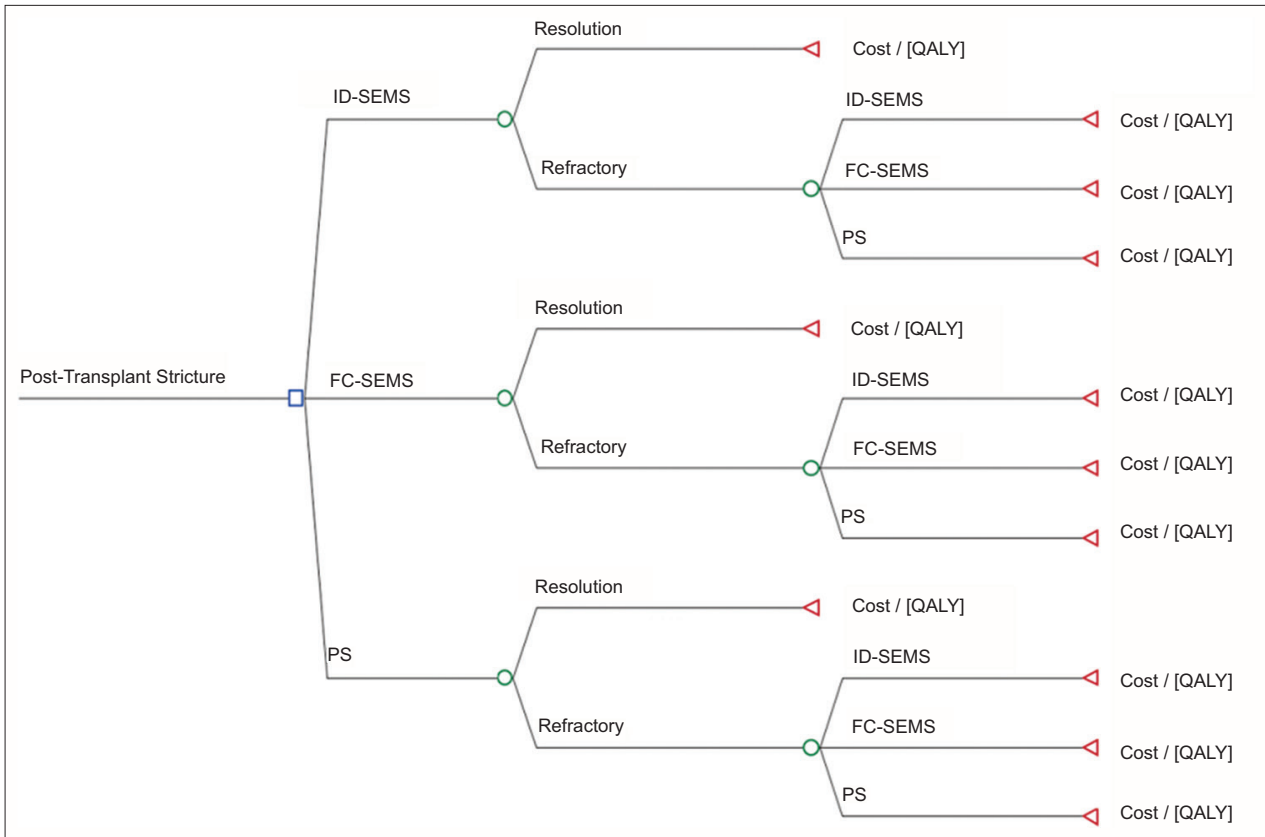 Resolution
Cost / [QALY]
ID-SEMS
ID-SEMS
Cost / [QALY]
Refractory
FC-SEMS
Cost / [QALY]
PS
Cost / [QALY]
Resolution
Cost / [QALY]
Post-Transplant Stricture
FC-SEMS
ID-SEMS
Cost / [QALY]
Refractory
FC-SEMS
Cost / [QALY]
PS
Cost / [QALY]
Resolution
Cost / [QALY]
PS
ID-SEMS
Cost / [QALY]
Refractory
FC-SEMS
Cost / [QALY]
PS
Cost / [QALY]